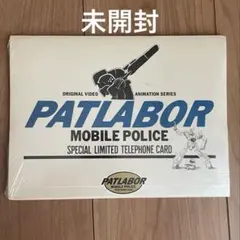 未開封
ORIGINAL VIDEO ANIMATION SERIES
PATLABOR
MOBILE POLICE
SPECIAL LIMITED TELEPHONE CARD
PATLABOR
MOBILE POLICE